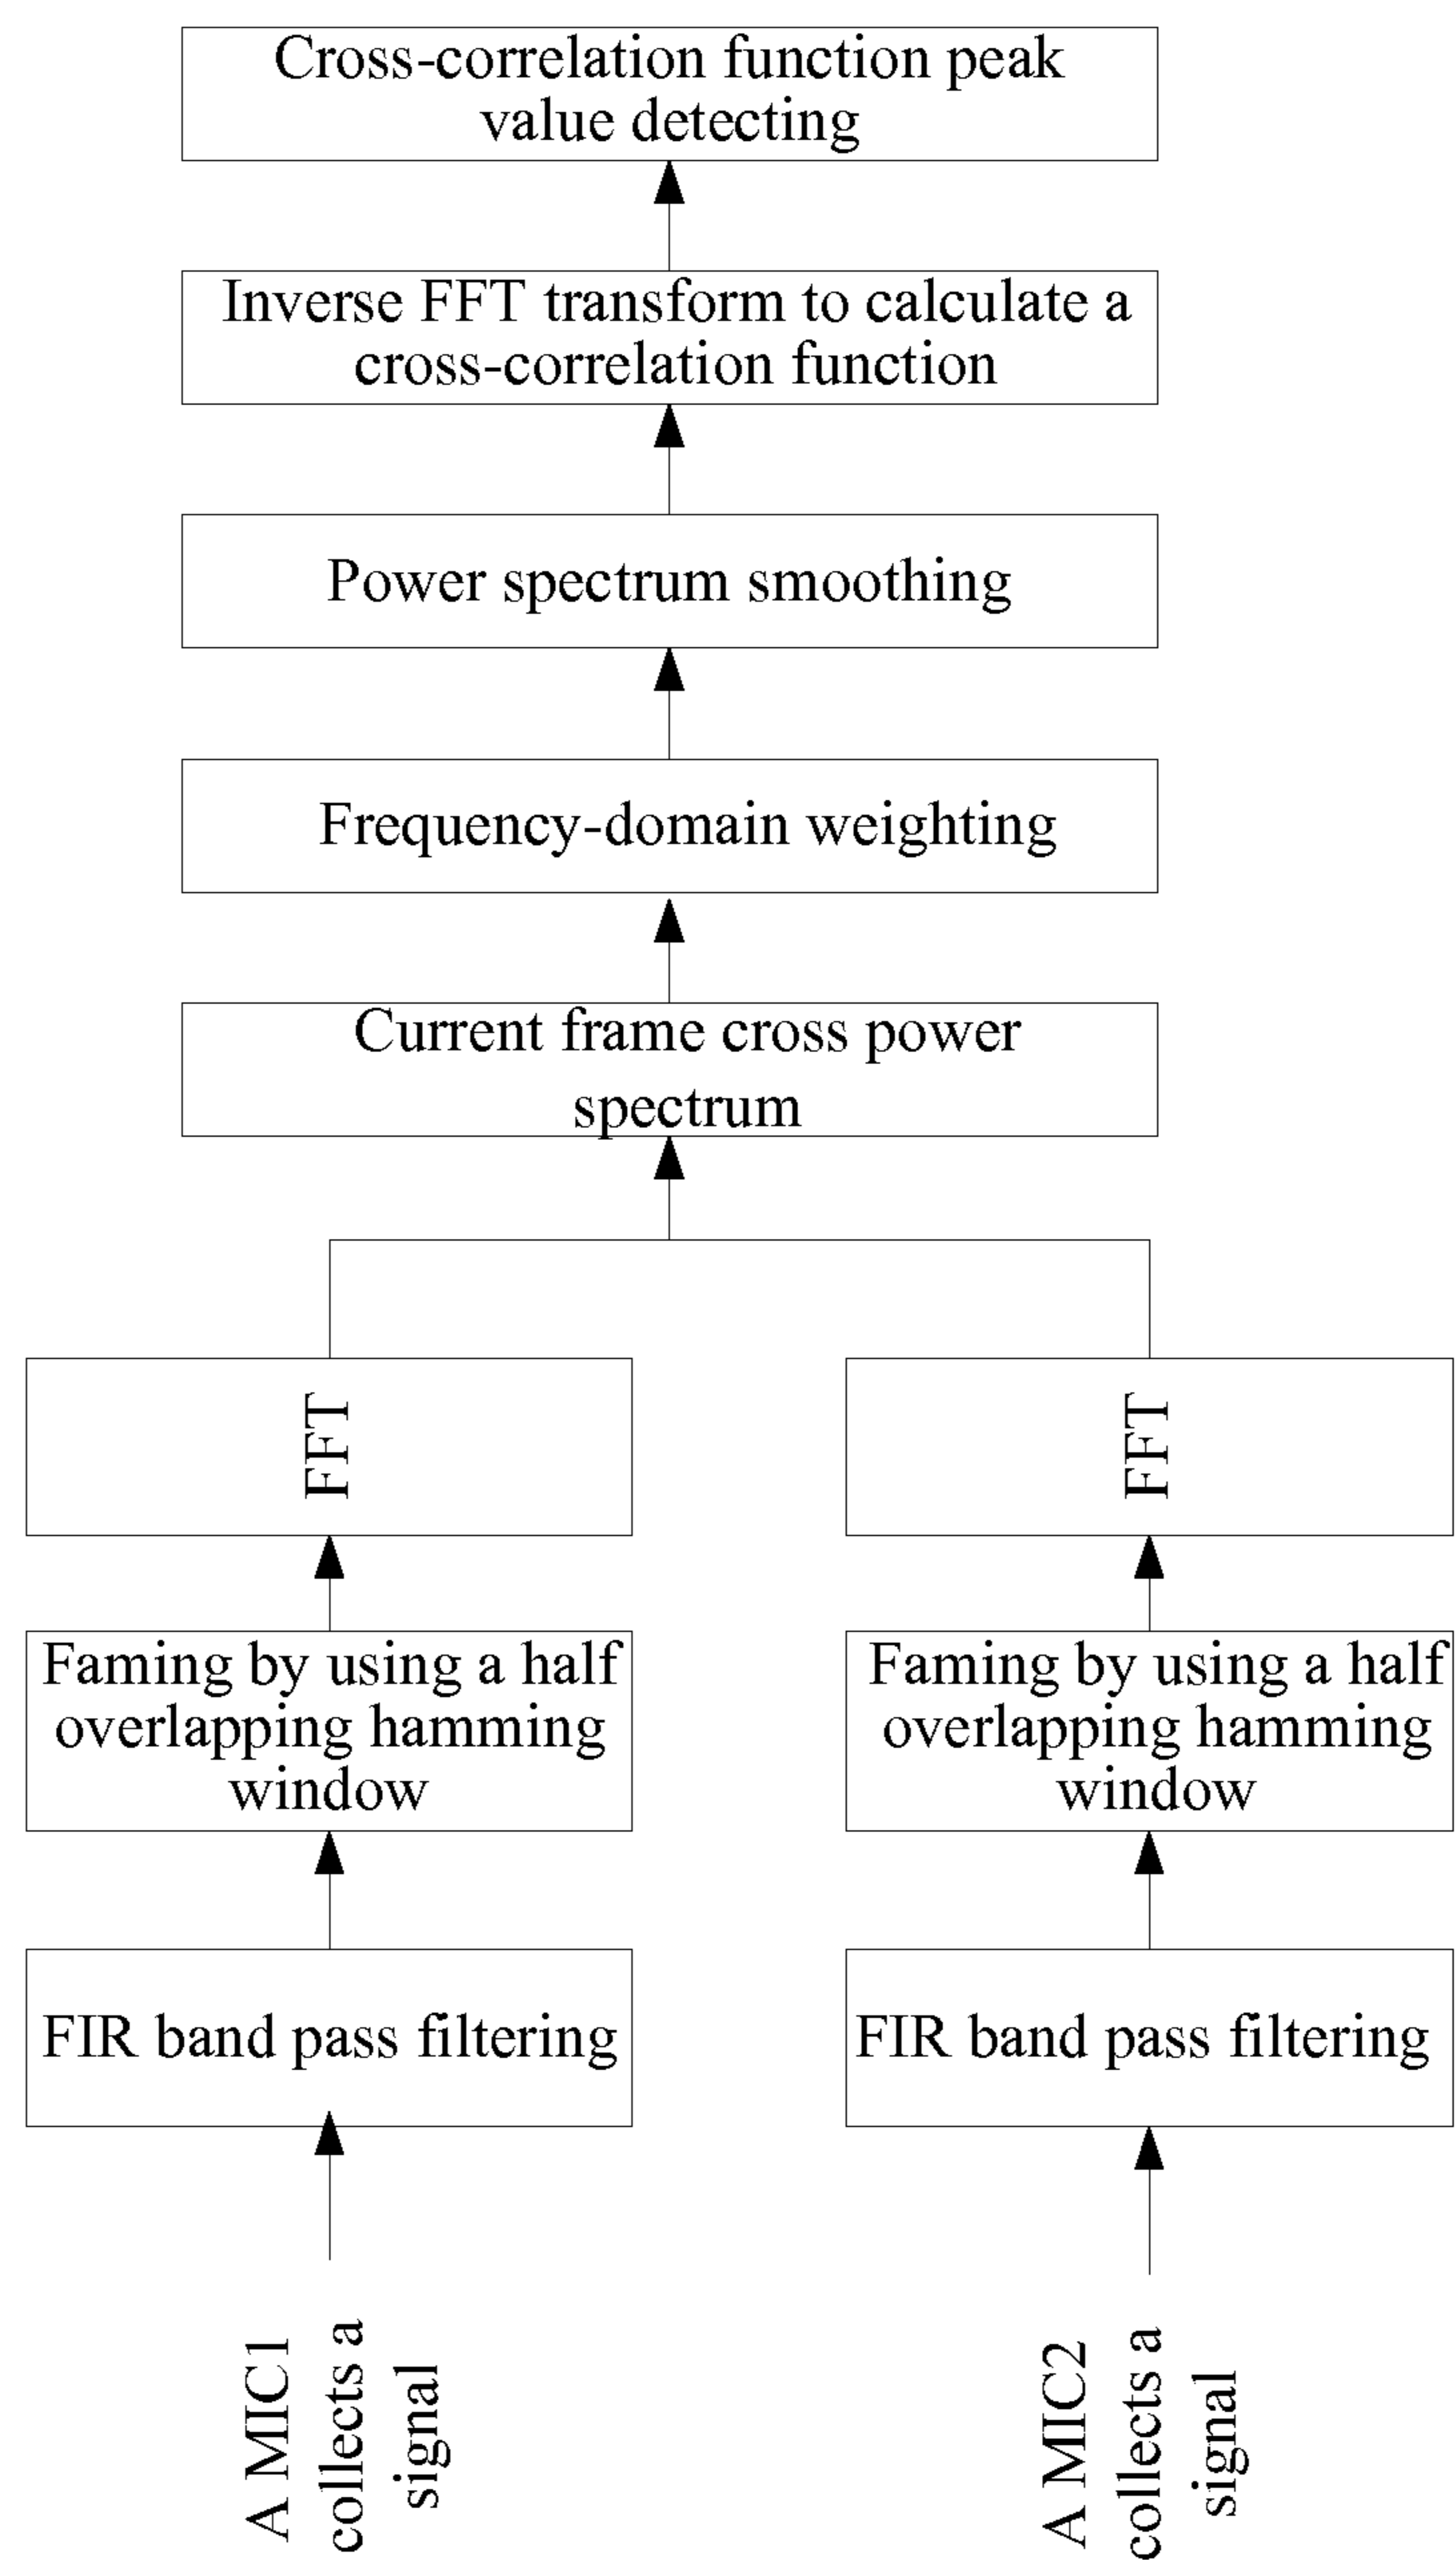 Cross-correlation function peak
value detecting
Inverse FFT transform to calculate a
cross-correlation function
Power spectrum smoothing
Frequency-domain weighting
Current frame cross power
spectrum
FFT
FFT
Faming by using a half
overlapping hamming
window
Faming by using a half
overlapping hamming
window
FIR band pass filtering
FIR band pass filtering
A MIC1
collects a
signal
A MIC2
collects a
signal